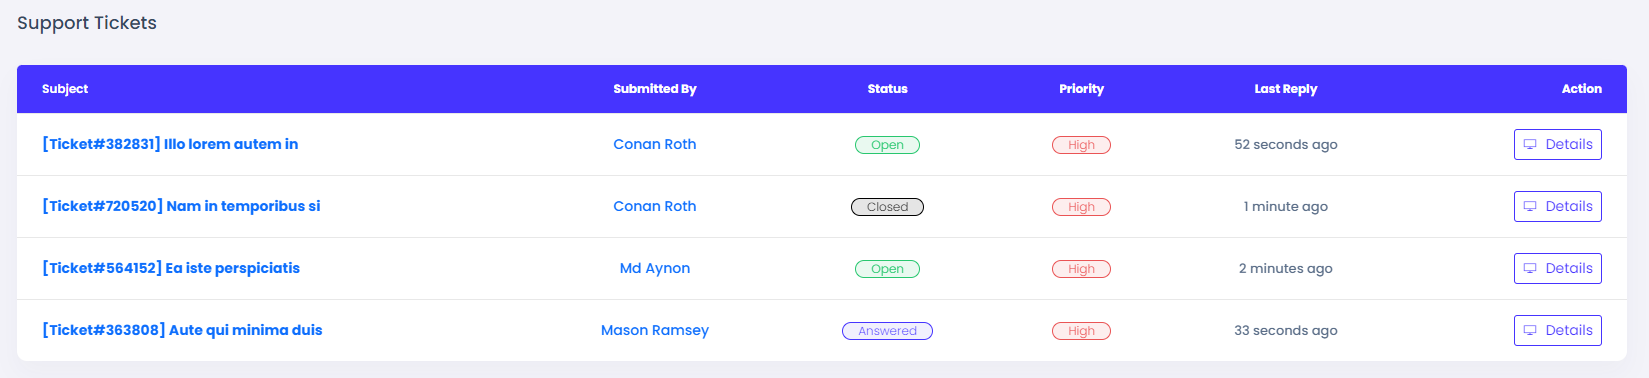 Support Tickets
Subject Submitted By Status Priority Last Reply Action
[Ticket#382831] Illo lorem autem in Conan Roth Open High 52 seconds ago Details
[Ticket#720520] Nam in temporibus si Conan Roth Closed High 1 minute ago Details
[Ticket#564152] Ea iste perspiciatis Md Aynon Open High 2 minutes ago Details
[Ticket#363808] Aute qui minima duis Mason Ramsey Answered High 33 seconds ago Details